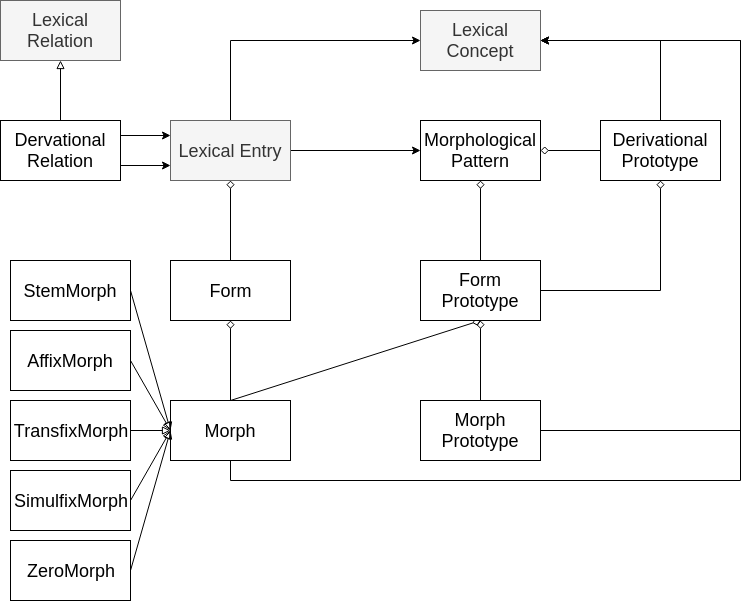 Lexical
Relation
Lexical
Concept
Dervational
Relation
Lexical Entry
Morphological
Pattern
Derivational
Prototype
StemMorph
Form
Form
Prototype
AffixMorph
TransfixMorph
Morph
Morph
Prototype
SimulfixMorph
ZeroMorph